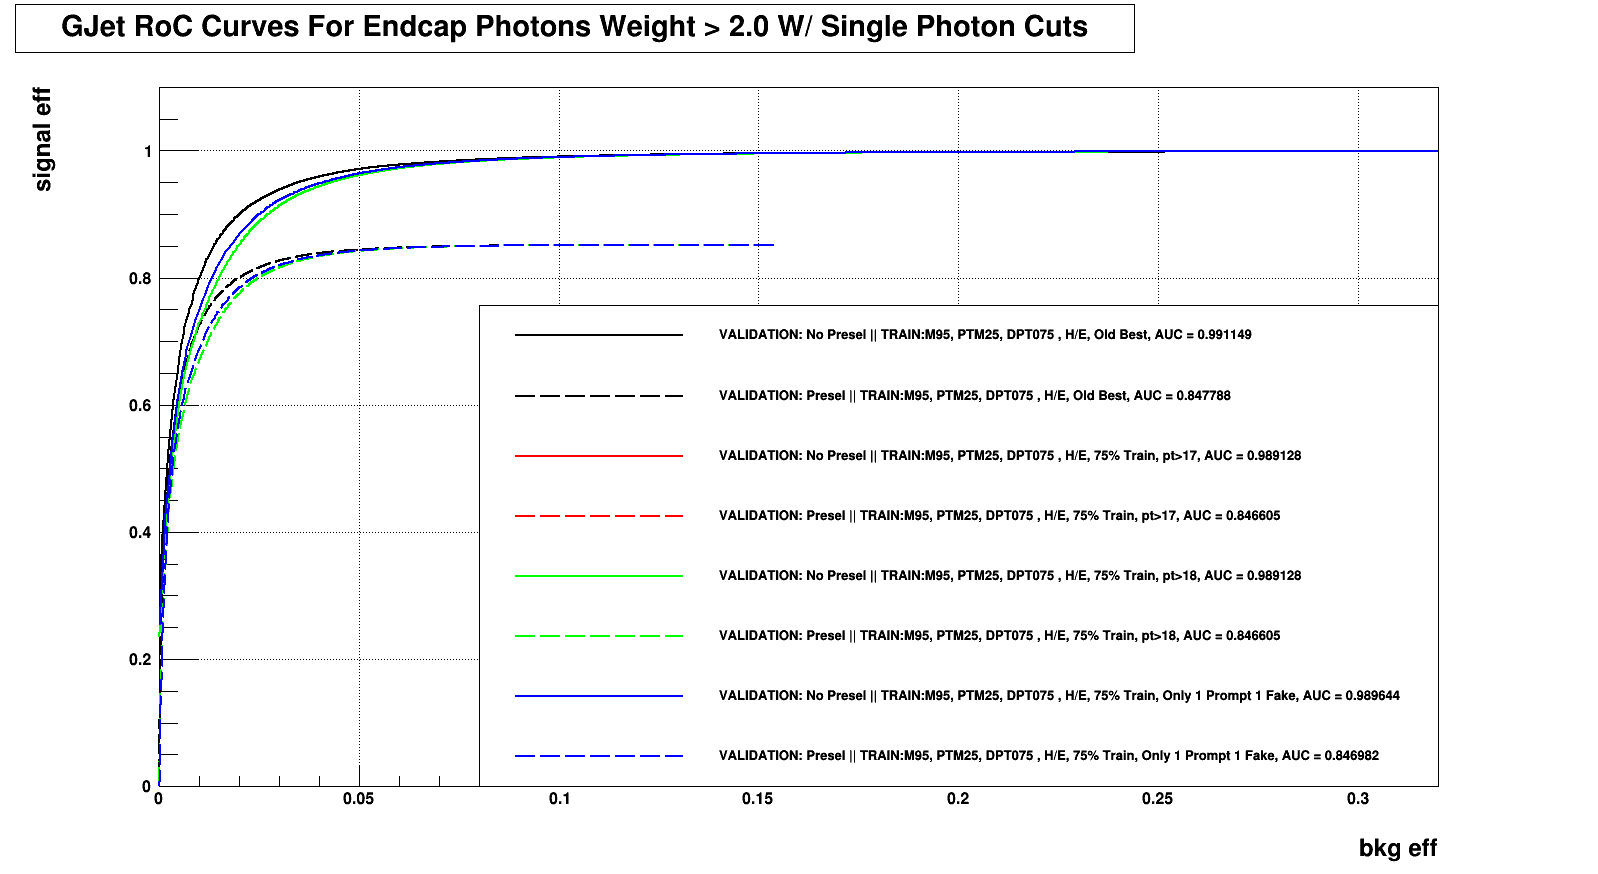 GJet RoC Curves For Endcap Photons Weight > 2.0 W/ Single Photon Cuts
signal eff
1
0.8
0.6
0.4
0.2
0
VALIDATION: No Presel || TRAIN:M95, PTM25, DPT075 , H/E, Old Best, AUC = 0.991149
VALIDATION: Presel || TRAIN:M95, PTM25, DPT075 , H/E, Old Best, AUC = 0.847788
VALIDATION: No Presel || TRAIN:M95, PTM25, DPT075 , H/E, 75% Train, pt>17, AUC = 0.989128
VALIDATION: Presel || TRAIN:M95, PTM25, DPT075 , H/E, 75% Train, pt>17, AUC = 0.846605
VALIDATION: No Presel || TRAIN:M95, PTM25, DPT075 , H/E, 75% Train, pt>18, AUC = 0.989128
VALIDATION: Presel || TRAIN:M95, PTM25, DPT075 , H/E, 75% Train, pt>18, AUC = 0.846605
VALIDATION: No Presel || TRAIN:M95, PTM25, DPT075 , H/E, 75% Train, Only 1 Prompt 1 Fake, AUC = 0.989644
VALIDATION: Presel || TRAIN:M95, PTM25, DPT075 , H/E, 75% Train, Only 1 Prompt 1 Fake, AUC = 0.846982
0 0.05 0.1 0.15 0.2 0.25 0.3
bkg eff